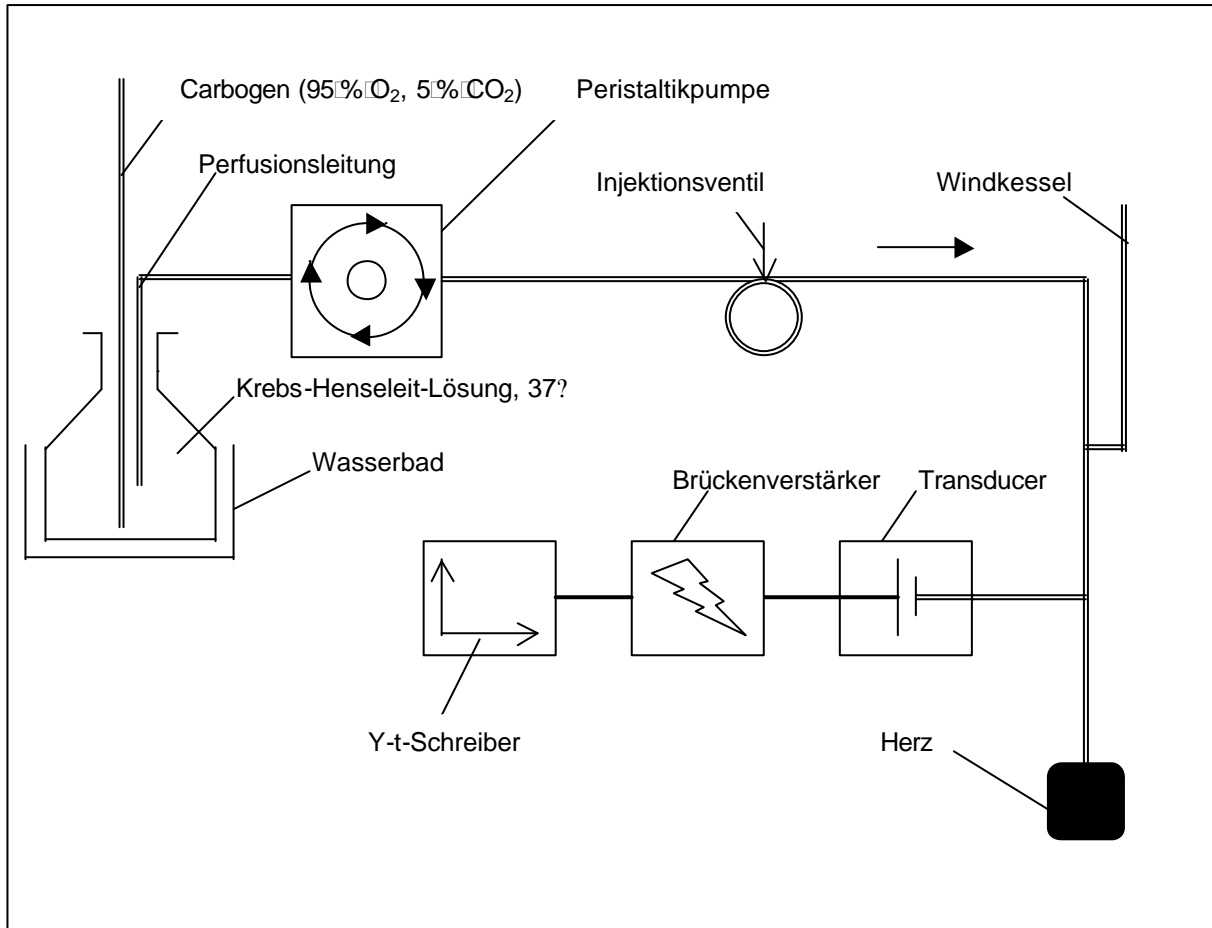 Carbogen (95 % O₂, 5 % CO₂)
Peristaltikpumpe
Perfusionsleitung
Injektionsventil
Windkessel
Krebs-Henseleit-Lösung, 37?
Wasserbad
Brückenverstärker
Transducer
Y-t-Schreiber
Herz